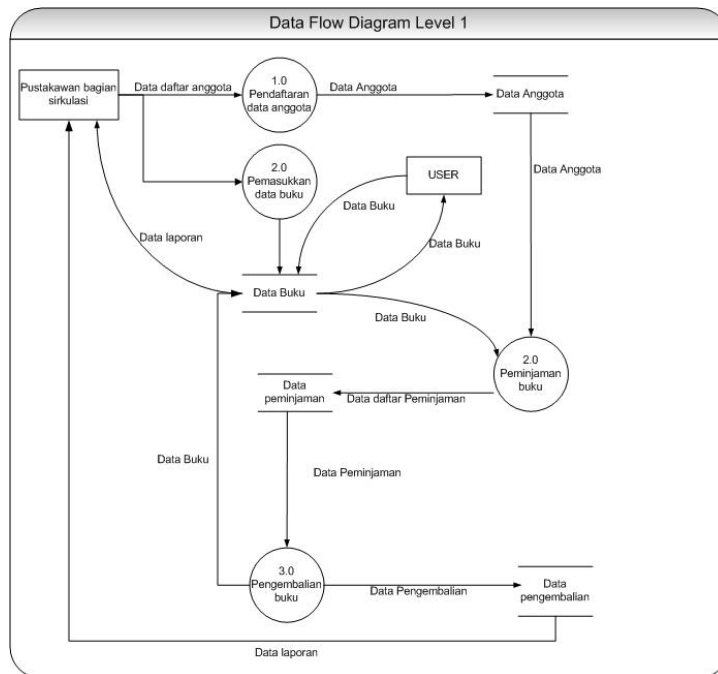 Data Flow Diagram Level 1
Pustakawan bagian
sirkulasi
Data daftar anggota
1.0
Pendaftaran
data anggota
Data Anggota
Data Anggota
2.0
Pemasukkan
data buku
USER
Data Anggota
Data Buku
Data laporan
Data Buku
Data Buku
Data Buku
2.0
Peminjaman
buku
Data
peminjaman
Data daftar Peminjaman
Data Buku
Data Peminjaman
3.0
Pengembalian
buku
Data Pengembalian
Data
pengembalian
Data laporan